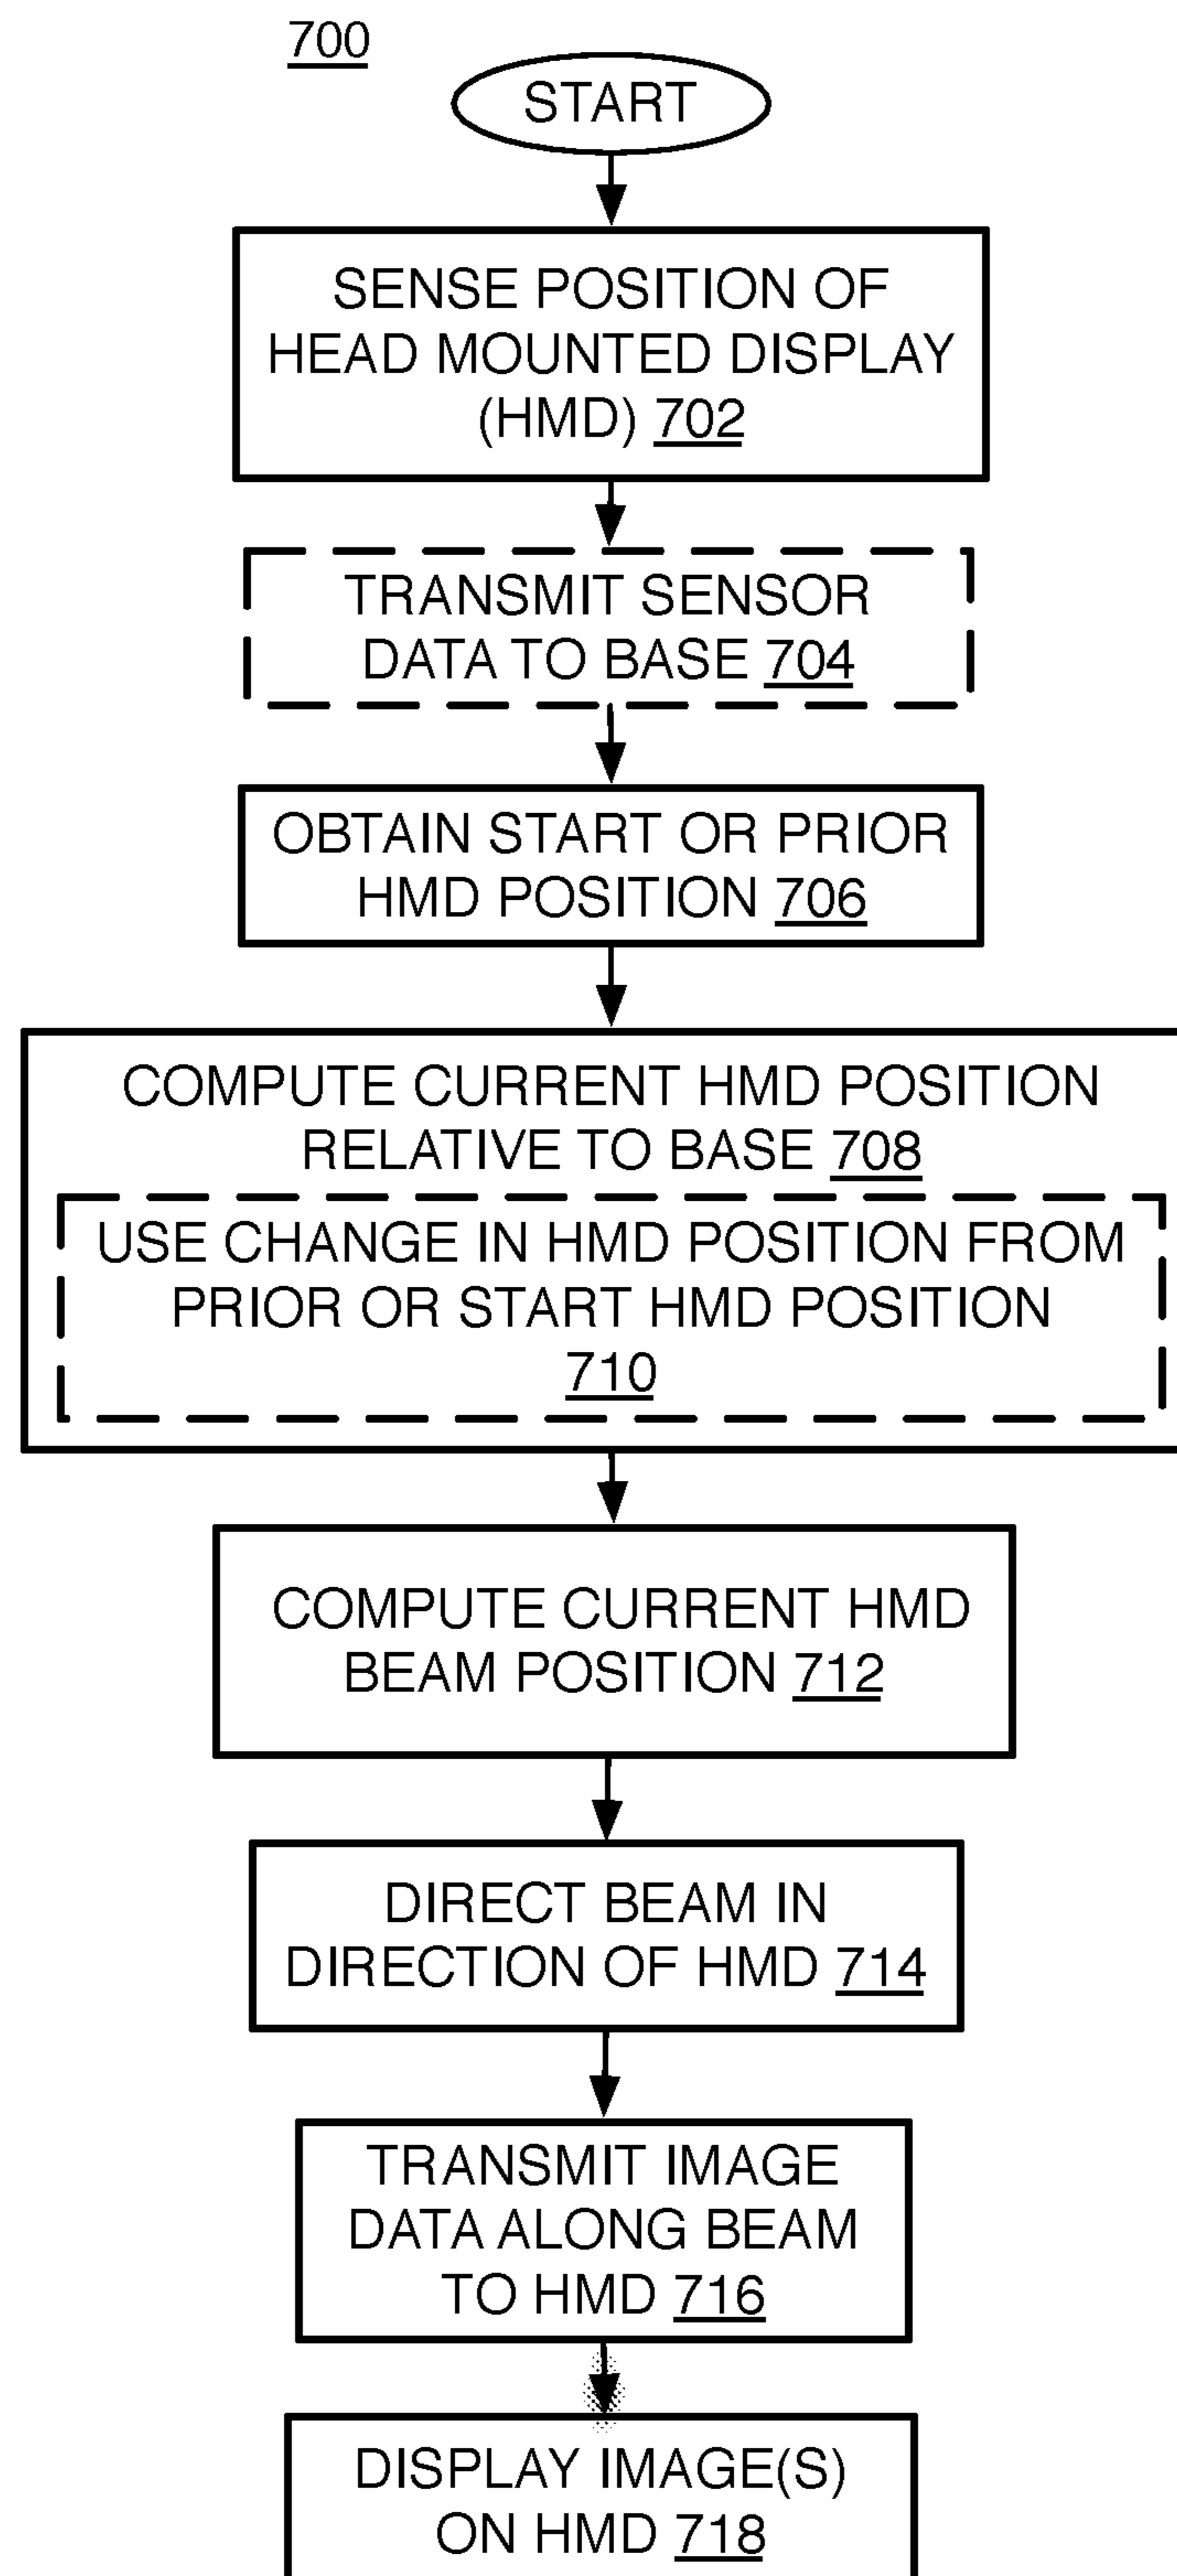 700
START
SENSE POSITION OF
HEAD MOUNTED DISPLAY
(HMD) 702
TRANSMIT SENSOR
DATA TO BASE 704
OBTAIN START OR PRIOR
HMD POSITION 706
COMPUTE CURRENT HMD POSITION
RELATIVE TO BASE 708
USE CHANGE IN HMD POSITION FROM
PRIOR OR START HMD POSITION
710
COMPUTE CURRENT HMD
BEAM POSITION 712
DIRECT BEAM IN
DIRECTION OF HMD 714
TRANSMIT IMAGE
DATA ALONG BEAM
TO HMD 716
DISPLAY IMAGE(S)
ON HMD 718